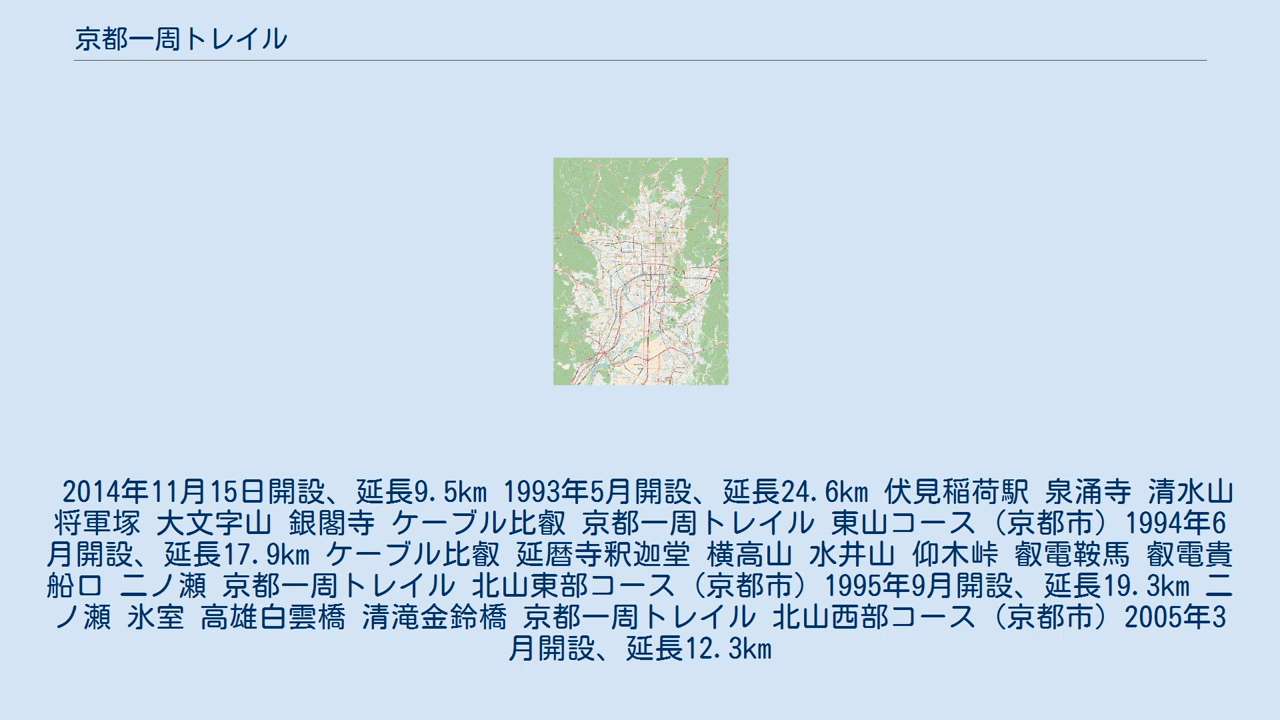 京都一周トレイル
2014年11月15日開設、延長9.5km 1993年5月開設、延長24.6km 伏見稲荷駅 泉涌寺 清水山
将軍塚 大文字山 銀閣寺 ケーブル比叡 京都一周トレイル 東山コース（京都市）1994年6
月開設、延長17.9km ケーブル比叡 延暦寺釈迦堂 横高山 水井山 仰木峠 叡電鞍馬 叡電貴
船口 二ノ瀬 京都一周トレイル 北山東部コース（京都市）1995年9月開設、延長19.3km 二
ノ瀬 氷室 高雄白雲橋 清滝金鈴橋 京都一周トレイル 北山西部コース（京都市）2005年3
月開設、延長12.3km